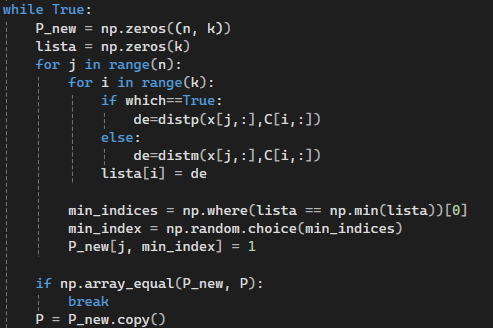 while True:
    P_new = np.zeros((n, k))
    lista = np.zeros(k)
    for j in range(n):
        for i in range(k):
            if which==True:
                de=distp(x[j,:],C[i,:])
            else:
                de=distm(x[j,:],C[i,:])
            lista[i] = de
        min_indices = np.where(lista == np.min(lista))[0]
        min_index = np.random.choice(min_indices)
        P_new[j, min_index] = 1
    if np.array_equal(P_new, P):
        break
    P = P_new.copy()